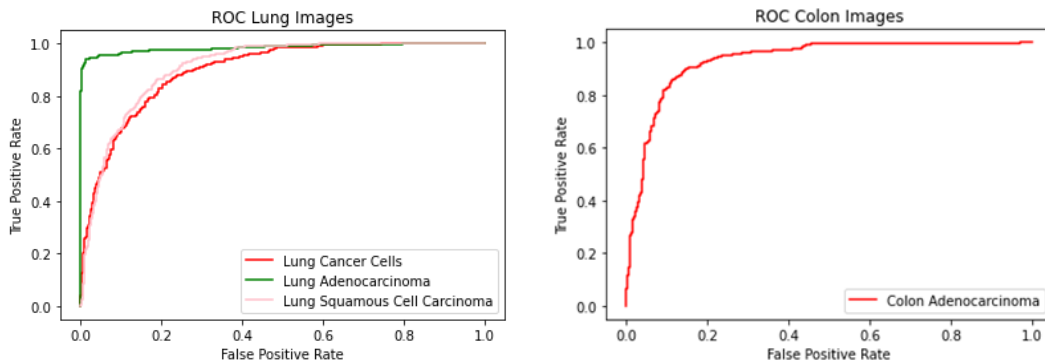 ROC Lung Images
True Positive Rate
1.0
0.8
0.6
0.4
0.2
0.0
Lung Cancer Cells
Lung Adenocarcinoma
Lung Squamous Cell Carcinoma
0.0 0.2 0.4 0.6 0.8 1.0
False Positive Rate
ROC Colon Images
True Positive Rate
1.0
0.8
0.6
0.4
0.2
0.0
Colon Adenocarcinoma
0.0 0.2 0.4 0.6 0.8 1.0
False Positive Rate